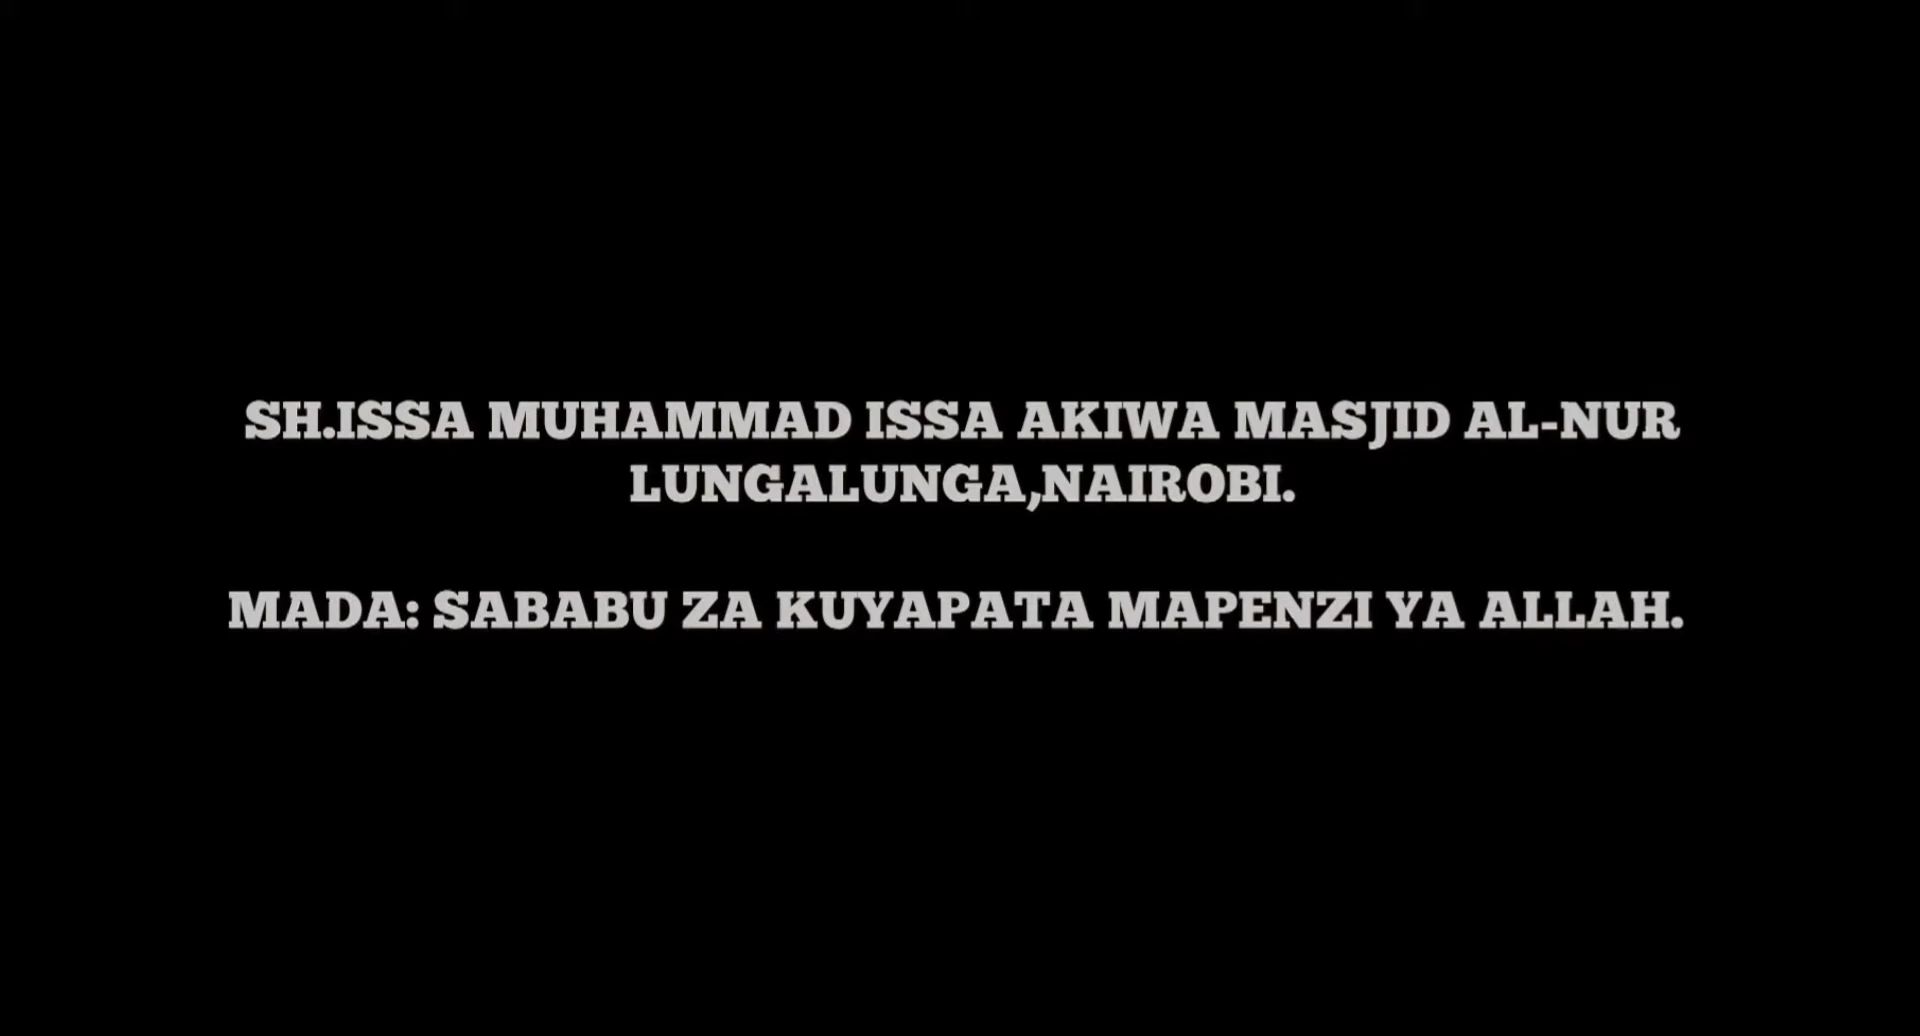 SH.ISSA MUHAMMAD ISSA AKIWA MASJID AL-NUR
LUNGALUNGA,NAIROBI.
MADA: SABABU ZA KUYAPATA MAPENZI YA ALLAH.